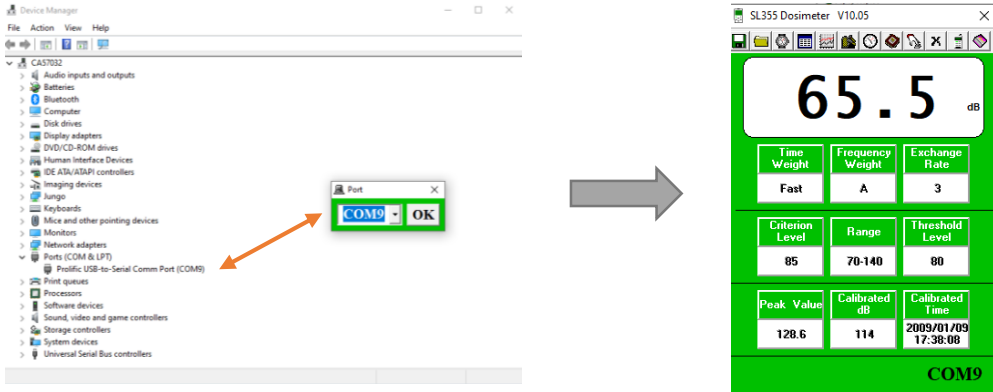 Device Manager
File Action View Help
CA57032
Audio inputs and outputs
Batteries
Bluetooth
Computer
Disk drives
Display adapters
DVD/CD-ROM drives
Human Interface Devices
IDE ATA/ATAPI controllers
Imaging devices
Jungo
Keyboards
Mice and other pointing devices
Monitors
Network adapters
Ports (COM & LPT)
Prolific USB-to-Serial Comm Port (COM9)
Print queues
Processors
Software devices
Sound, video and game controllers
Storage controllers
System devices
Universal Serial Bus controllers
Port
COM9 OK
SL355 Dosimeter V10.05
65.5 dB
Time Weight
Frequency Weight
Exchange Rate
Fast A 3
Criterion Level
Range
Threshold Level
85 70-140 80
Peak Value
Calibrated dB
Calibrated Time
128.6 114 2009/01/09
17:38:08
COM9